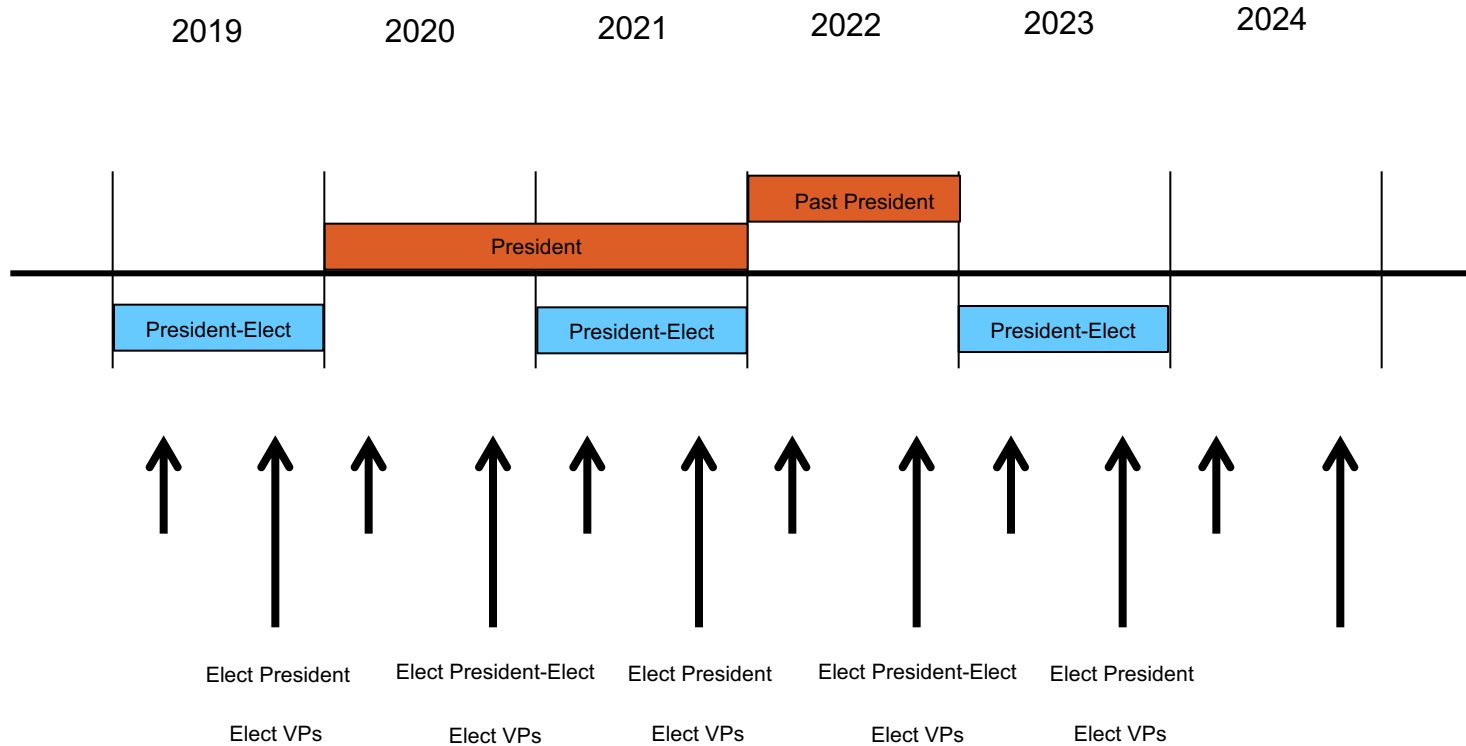 2019 2020 2021 2022 2023 2024
Past President
President
President-Elect President-Elect President-Elect
Elect President Elect President-Elect Elect President Elect President-Elect Elect President
Elect VPs Elect VPs Elect VPs Elect VPs Elect VPs